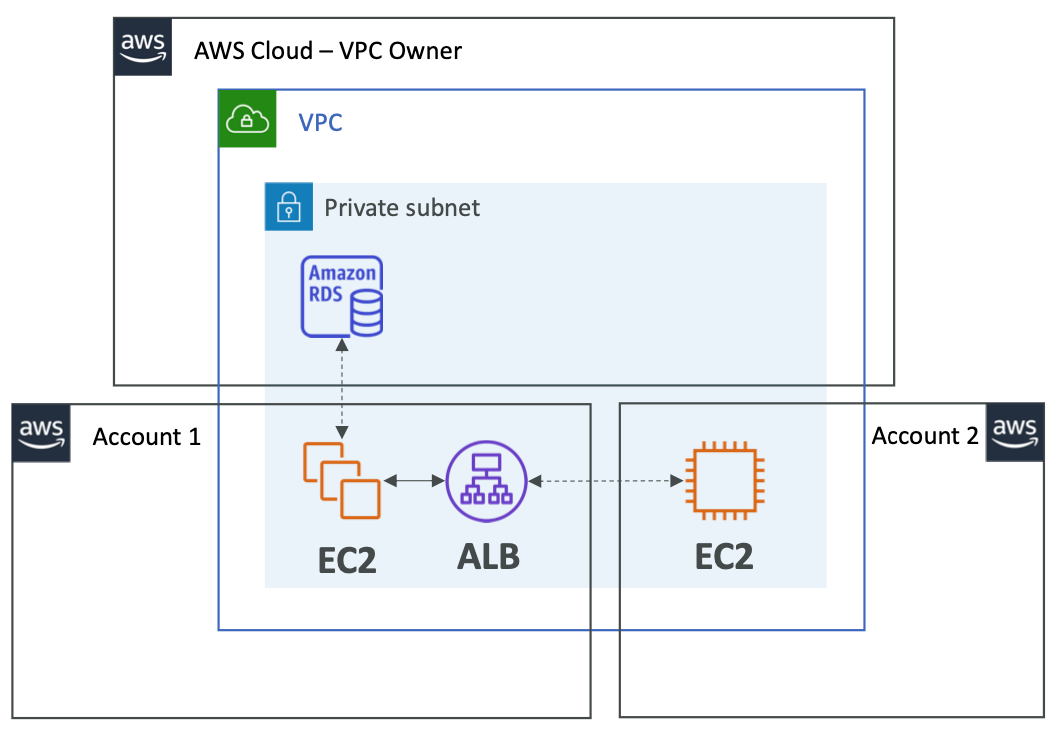 aws
AWS Cloud – VPC Owner
VPC
Private subnet
Amazon
RDS
aws
Account 1
Account 2
aws
EC2
ALB
EC2